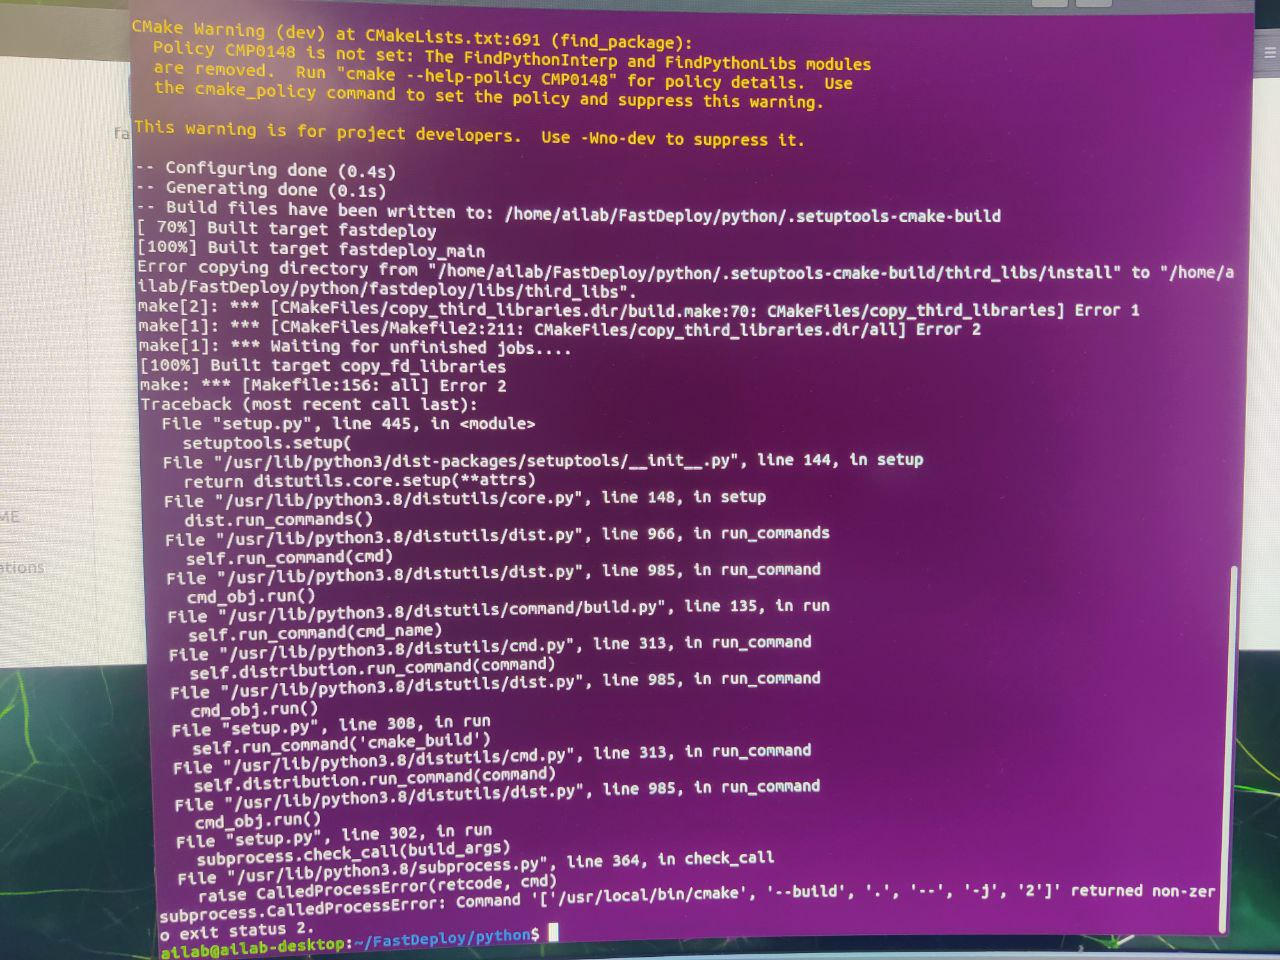 CMake Warning (dev) at CMakeLists.txt:691 (find_package):
Policy CMP0148 is not set: The FindPythonInterp and FindPythonLibs modules
are removed.  Run "cmake --help-policy CMP0148" for policy details.  Use
the cmake_policy command to set the policy and suppress this warning.
This warning is for project developers.  Use -Wno-dev to suppress it.
-- Configuring done (0.4s)
-- Generating done (0.1s)
-- Build files have been written to: /home/ailab/FastDeploy/python/.setuptools-cmake-build
[ 70%] Built target fastdeploy
[100%] Built target fastdeploy_main
Error copying directory from "/home/ailab/FastDeploy/python/.setuptools-cmake-build/third_libs/install" to "/home/a
ilab/FastDeploy/python/fastdeploy/libs/third_libs".
make[2]: *** [CMakeFiles/copy_third_libraries.dir/build.make:70: CMakeFiles/copy_third_libraries] Error 1
make[1]: *** [CMakeFiles/Makefile2:211: CMakeFiles/copy_third_libraries.dir/all] Error 2
make[1]: *** Waiting for unfinished jobs....
[100%] Built target copy_fd_libraries
make: *** [Makefile:156: all] Error 2
Traceback (most recent call last):
File "setup.py", line 445, in <module>
setuptools.setup(
File "/usr/lib/python3/dist-packages/setuptools/__init__.py", line 144, in setup
return distutils.core.setup(**attrs)
File "/usr/lib/python3.8/distutils/core.py", line 148, in setup
dist.run_commands()
File "/usr/lib/python3.8/distutils/dist.py", line 966, in run_commands
self.run_command(cmd)
File "/usr/lib/python3.8/distutils/dist.py", line 985, in run_command
cmd_obj.run()
File "/usr/lib/python3.8/distutils/command/build.py", line 135, in run
self.run_command(cmd_name)
File "/usr/lib/python3.8/distutils/cmd.py", line 313, in run_command
self.distribution.run_command(command)
File "/usr/lib/python3.8/distutils/dist.py", line 985, in run_command
cmd_obj.run()
File "setup.py", line 308, in run
self.run_command('cmake_build')
File "/usr/lib/python3.8/distutils/cmd.py", line 313, in run_command
self.distribution.run_command(command)
File "/usr/lib/python3.8/distutils/dist.py", line 985, in run_command
cmd_obj.run()
File "setup.py", line 302, in run
subprocess.check_call(build_args)
File "/usr/lib/python3.8/subprocess.py", line 364, in check_call
raise CalledProcessError(retcode, cmd)
subprocess.CalledProcessError: Command '['/usr/local/bin/cmake', '--build', '.', '--', '-j', '2']' returned non-zer
o exit status 2.
ailab@ailab-desktop:~/FastDeploy/python$